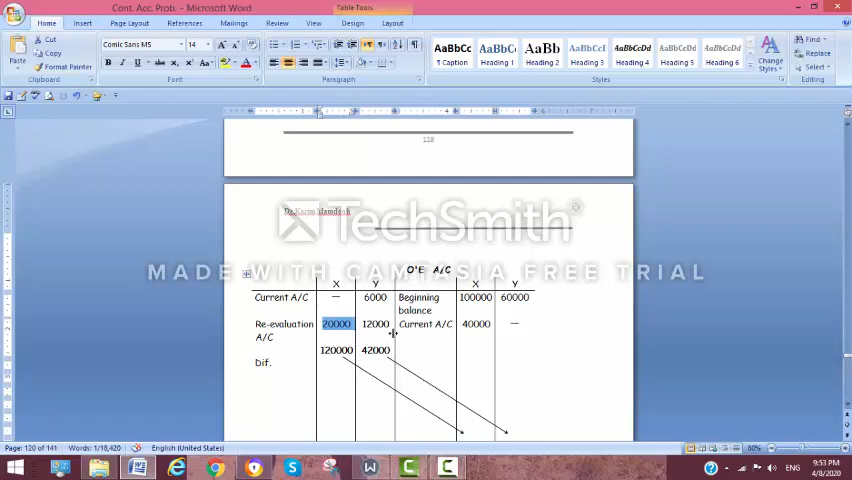 Cont. Acc. Prob. - Microsoft Word
Table Tools
Home Insert Page Layout References Mailings Review View Design Layout
Paste
Cut
Copy
Format Painter
Clipboard
Comic Sans MS 14
Font
Paragraph
AaBbCc AaBbCc AaBb AaBbCcI AaBbCcDd AaBbCcDd AaBbCcDd
¶ Caption Heading 1 Heading 2 Heading 3 Heading 4 Heading 5 Heading 6
Change
Styles
Styles
Find
Replace
Select
Editing
118
Dr.Karim Mamdouh
TechSmith
MADE WITH CAMTASIA FREE TRIAL
O'E A/C
X Y X Y
Current A/C — 6000 Beginning balance 100000 60000
Re-evaluation A/C 20000 12000 Current A/C 40000 —
120000 42000
Dif.
Page: 120 of 141 Words: 1/18,420 English (United States) 80%
ENG
9:53 PM
4/8/2020